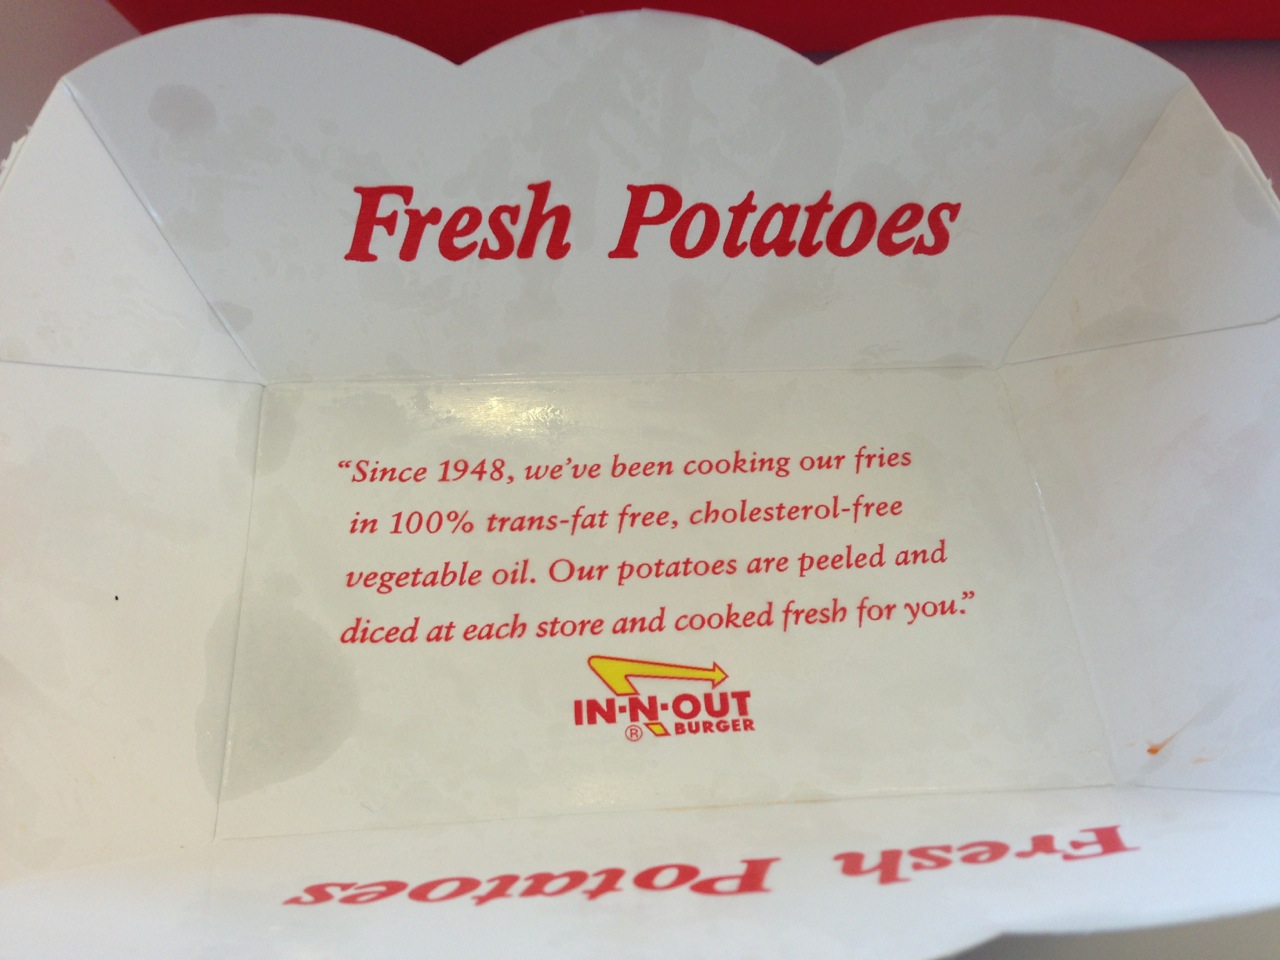 Fresh Potatoes
“Since 1948, we’ve been cooking our fries
in 100% trans-fat free, cholesterol-free
vegetable oil. Our potatoes are peeled and
diced at each store and cooked fresh for you.”
IN-N-OUT
® BURGER
Fresh Potatoes